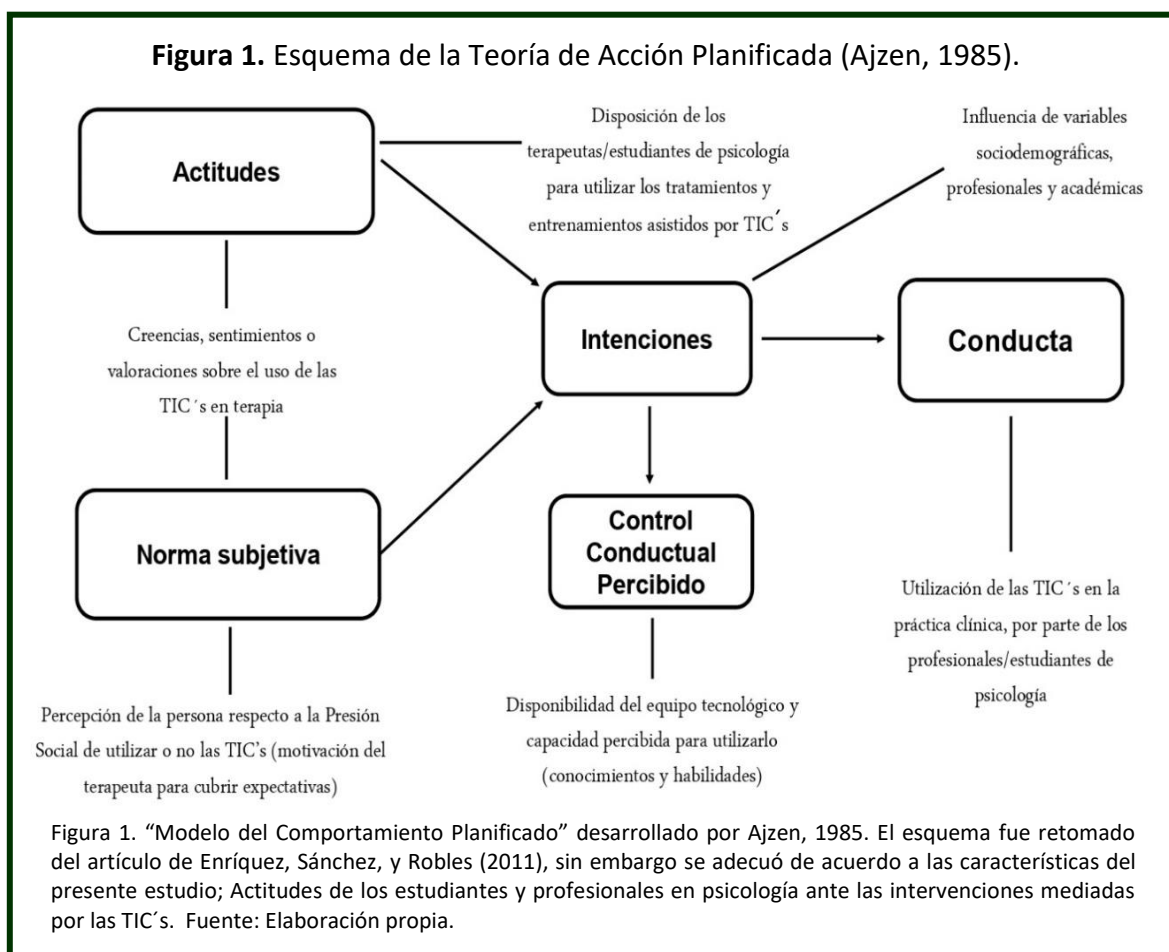 Figura 1. Esquema de la Teoría de Acción Planificada (Ajzen, 1985).
Actitudes
Disposición de los
terapeutas/estudiantes de psicología
para utilizar los tratamientos y
entrenamientos asistidos por TIC´s
Influencia de variables
sociodemográficas,
profesionales y académicas
Creencias, sentimientos o
valoraciones sobre el uso de las
TIC´s en terapia
Intenciones
Conducta
Norma subjetiva
Control
Conductual
Percibido
Percepción de la persona respecto a la Presión
Social de utilizar o no las TIC's (motivación del
terapeuta para cubrir expectativas)
Disponibilidad del equipo tecnológico y
capacidad percibida para utilizarlo
(conocimientos y habilidades)
Utilización de las TIC´s en la
práctica clínica, por parte de los
profesionales/estudiantes de
psicología
Figura 1. “Modelo del Comportamiento Planificado” desarrollado por Ajzen, 1985. El esquema fue retomado
del artículo de Enríquez, Sánchez, y Robles (2011), sin embargo se adecuó de acuerdo a las características del
presente estudio; Actitudes de los estudiantes y profesionales en psicología ante las intervenciones mediadas
por las TIC´s. Fuente: Elaboración propia.